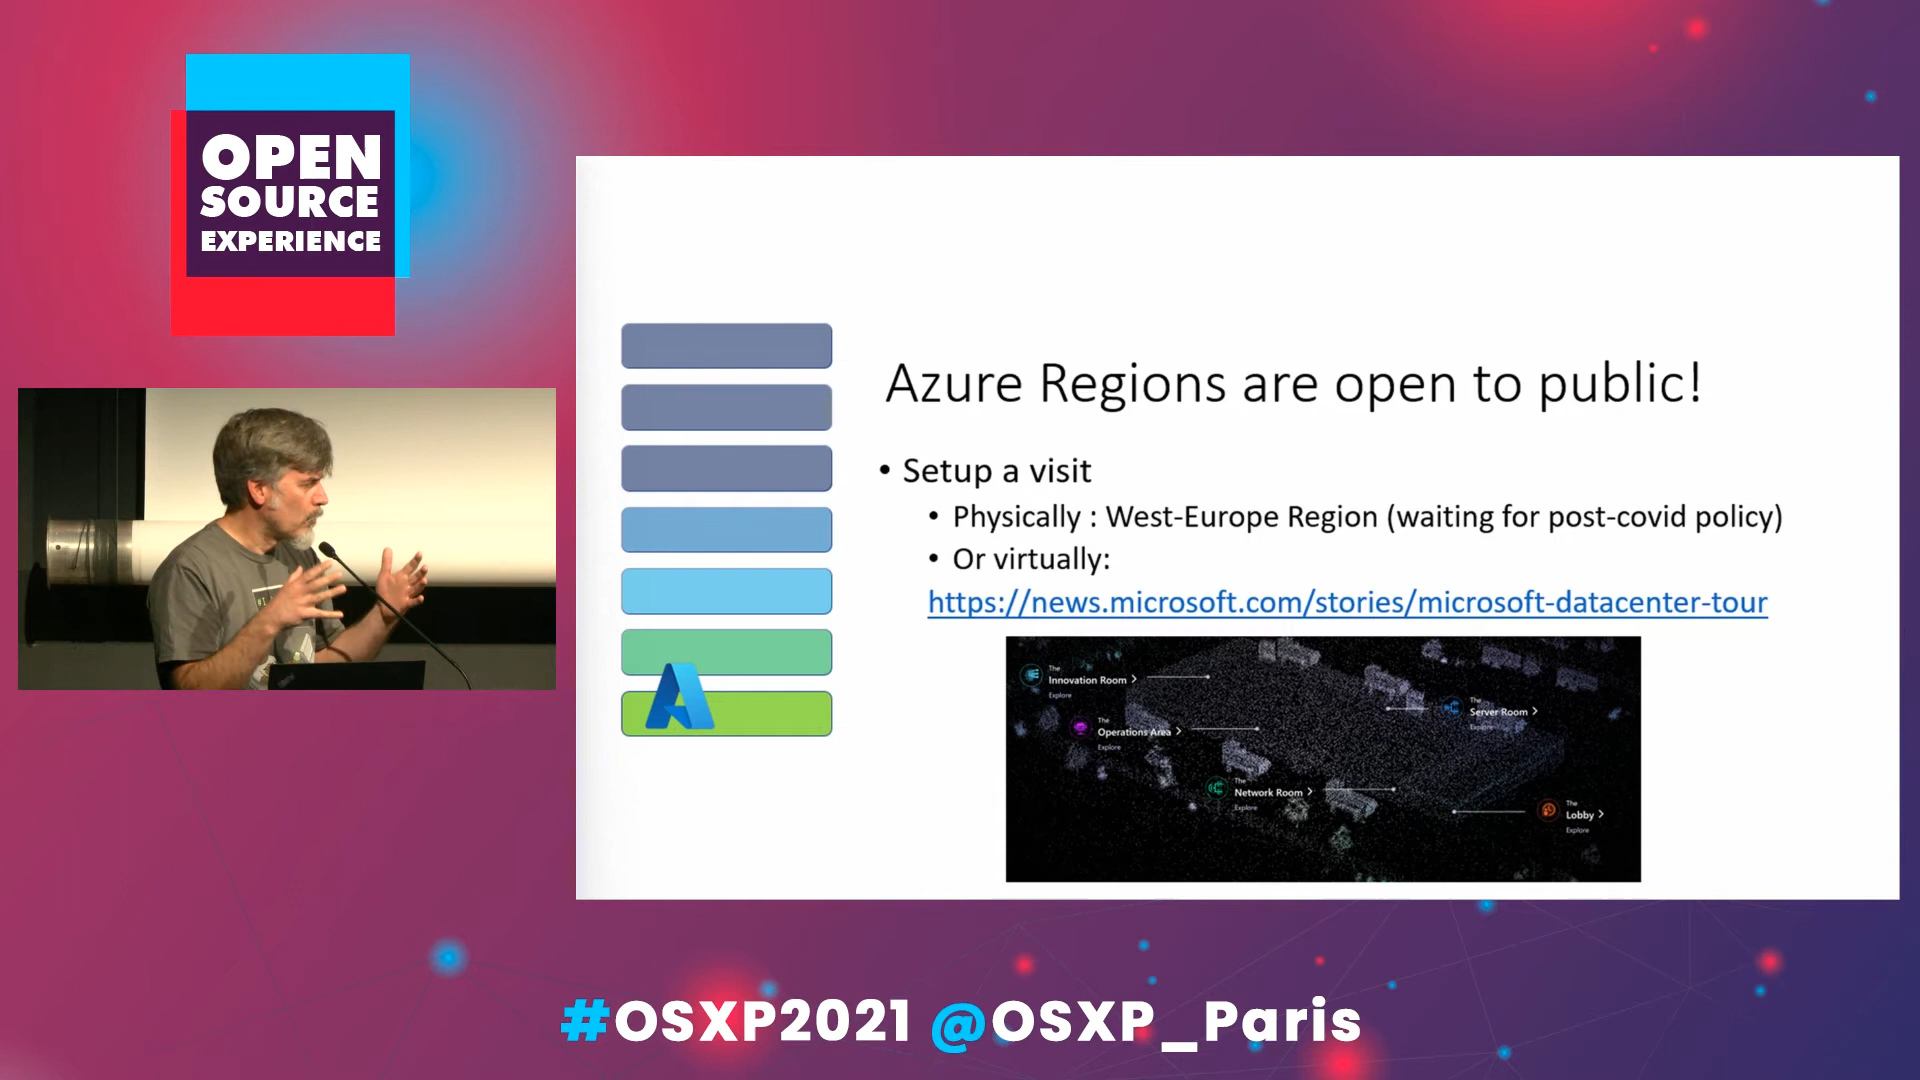 OPEN
SOURCE
EXPERIENCE
Azure Regions are open to public!
• Setup a visit
• Physically : West-Europe Region (waiting for post-covid policy)
• Or virtually:
https://news.microsoft.com/stories/microsoft-datacenter-tour
The
Innovation Room >
Explore
The
Server Room >
Explore
The
Operations Area >
Explore
The
Network Room >
Explore
The
Lobby >
Explore
#OSXP2021 @OSXP_Paris